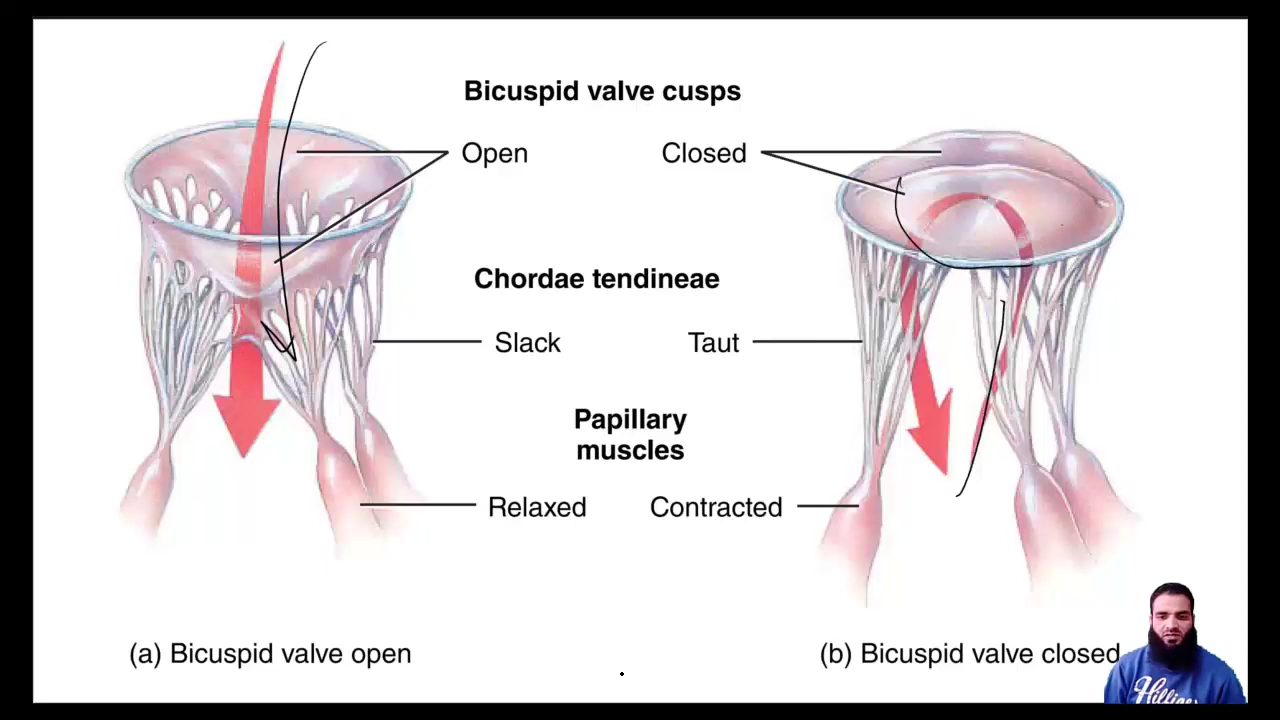 Bicuspid valve cusps
Open Closed
Chordae tendineae
Slack Taut
Papillary
muscles
Relaxed Contracted
(a) Bicuspid valve open (b) Bicuspid valve closed